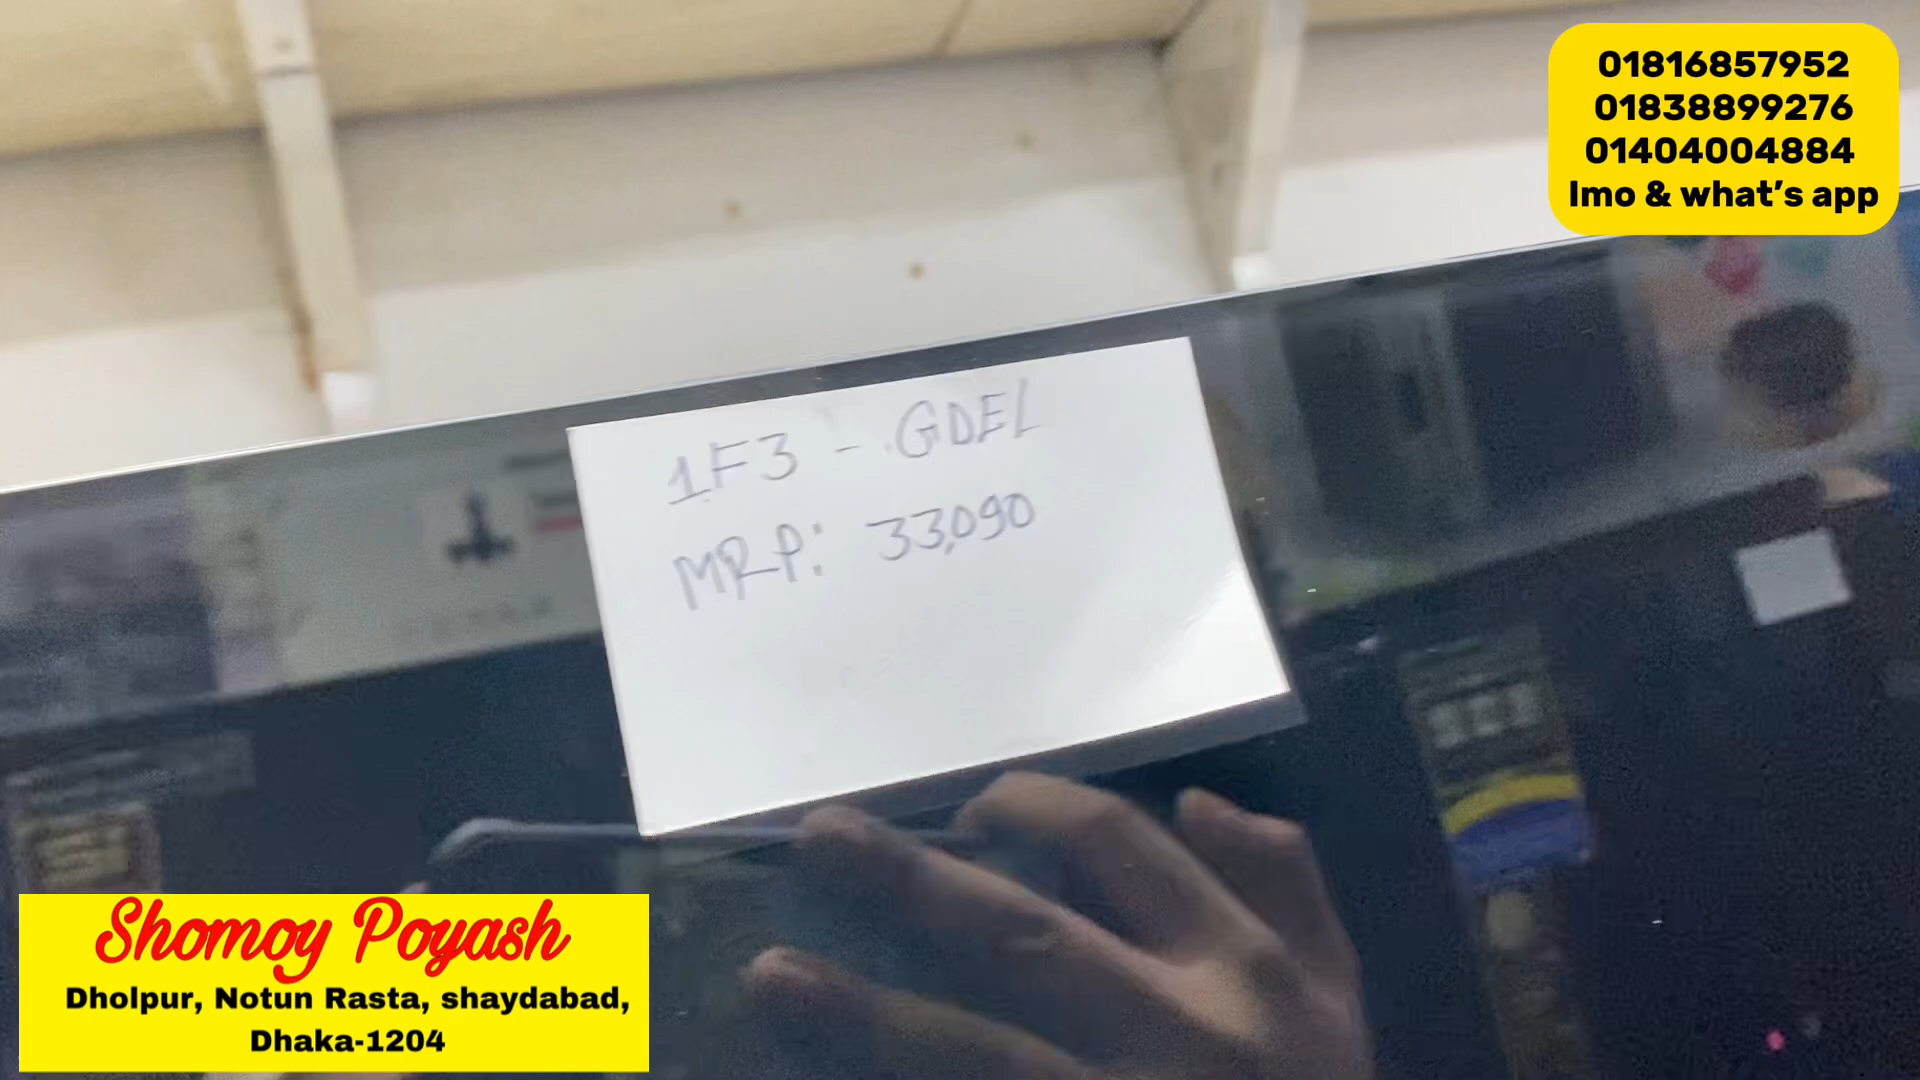 01816857952
01838899276
01404004884
Imo & what's app
1F3 - GDEL
MRP: 33,090
Shomoy Poyash
Dholpur, Notun Rasta, shaydabad,
Dhaka-1204